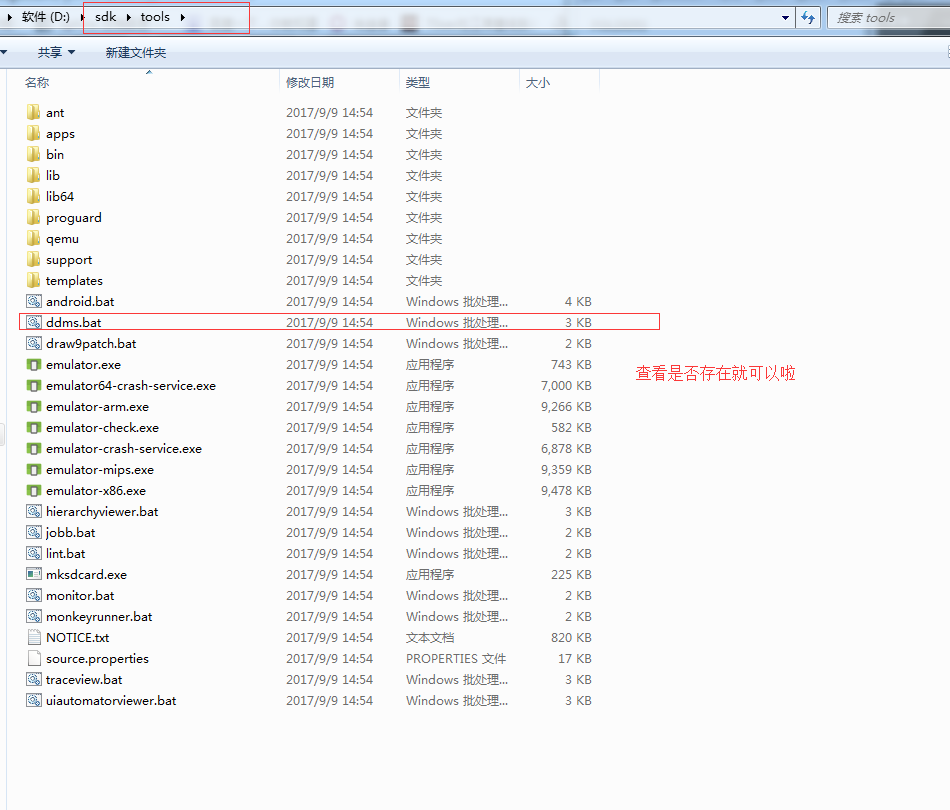 软件 (D:) sdk tools 搜索 tools
共享 新建文件夹
名称 修改日期 类型 大小
ant 2017/9/9 14:54 文件夹
apps 2017/9/9 14:54 文件夹
bin 2017/9/9 14:54 文件夹
lib 2017/9/9 14:54 文件夹
lib64 2017/9/9 14:54 文件夹
proguard 2017/9/9 14:54 文件夹
qemu 2017/9/9 14:54 文件夹
support 2017/9/9 14:54 文件夹
templates 2017/9/9 14:54 文件夹
android.bat 2017/9/9 14:54 Windows 批处理... 4 KB
ddms.bat 2017/9/9 14:54 Windows 批处理... 3 KB
draw9patch.bat 2017/9/9 14:54 Windows 批处理... 2 KB
emulator.exe 2017/9/9 14:54 应用程序 743 KB
查看是否存在就可以啦
emulator64-crash-service.exe 2017/9/9 14:54 应用程序 7,000 KB
emulator-arm.exe 2017/9/9 14:54 应用程序 9,266 KB
emulator-check.exe 2017/9/9 14:54 应用程序 582 KB
emulator-crash-service.exe 2017/9/9 14:54 应用程序 6,878 KB
emulator-mips.exe 2017/9/9 14:54 应用程序 9,359 KB
emulator-x86.exe 2017/9/9 14:54 应用程序 9,478 KB
hierarchyviewer.bat 2017/9/9 14:54 Windows 批处理... 3 KB
jobb.bat 2017/9/9 14:54 Windows 批处理... 2 KB
lint.bat 2017/9/9 14:54 Windows 批处理... 2 KB
mksdcard.exe 2017/9/9 14:54 应用程序 225 KB
monitor.bat 2017/9/9 14:54 Windows 批处理... 2 KB
monkeyrunner.bat 2017/9/9 14:54 Windows 批处理... 2 KB
NOTICE.txt 2017/9/9 14:54 文本文档 820 KB
source.properties 2017/9/9 14:54 PROPERTIES 文件 17 KB
traceview.bat 2017/9/9 14:54 Windows 批处理... 3 KB
uiautomatorviewer.bat 2017/9/9 14:54 Windows 批处理... 3 KB